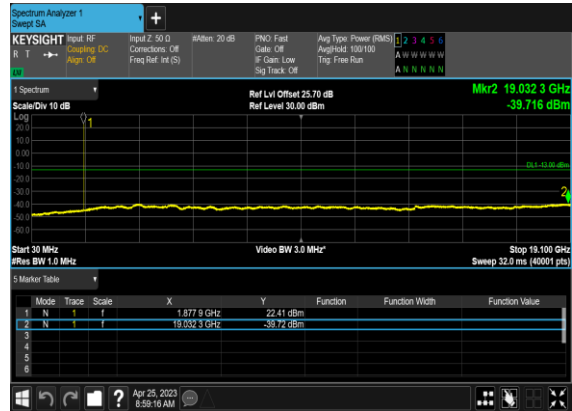 Spectrum Analyzer 1
Swept SA
+
KEYSIGHT Input: RF Input Z: 50 Ω #Atten: 20 dB PNO: Fast Avg Type: Power (RMS) 1 2 3 4 5 6
R T Coupling: DC Corrections: Off Gate: Off Avg|Hold: 100/100 A W W W W W
Align: Off Freq Ref: Int (S) IF Gain: Low Trig: Free Run
Sig Track: Off A N N N N N
1 Spectrum Ref Lvl Offset 25.70 dB Mkr2 19.032 3 GHz
Scale/Div 10 dB Ref Level 30.00 dBm -39.716 dBm
Log
20.0
1
10.0
0.00
-10.0
DL1 -13.00 dBm
-20.0
-30.0
2
-40.0
-50.0
-60.0
Start 30 MHz Video BW 3.0 MHz* Stop 19.100 GHz
#Res BW 1.0 MHz Sweep 32.0 ms (40001 pts)
5 Marker Table
Mode Trace Scale X Y Function Function Width Function Value
1 N 1 f 1.877 9 GHz 22.41 dBm
2 N 1 f 19.032 3 GHz -39.72 dBm
3
4
5
6
? Apr 25, 2023
8:59:16 AM